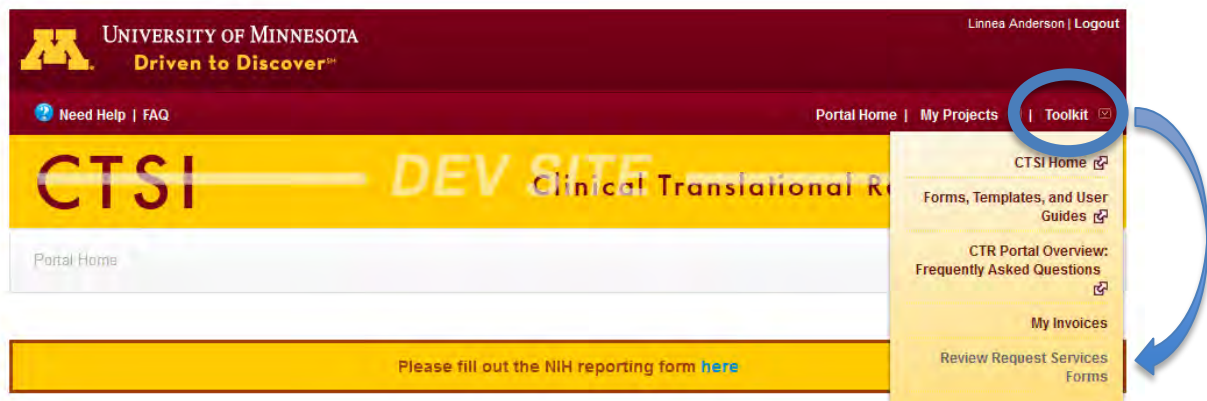 Linnea Anderson | Logout
UNIVERSITY OF MINNESOTA
Driven to Discover℠
? Need Help | FAQ
Portal Home | My Projects | Toolkit
CTSI
DEV SITE
Clinical Translational R
CTSI Home
Forms, Templates, and User
Guides
CTR Portal Overview:
Frequently Asked Questions
Portal Home
My Invoices
Please fill out the NIH reporting form here
Review Request Services
Forms